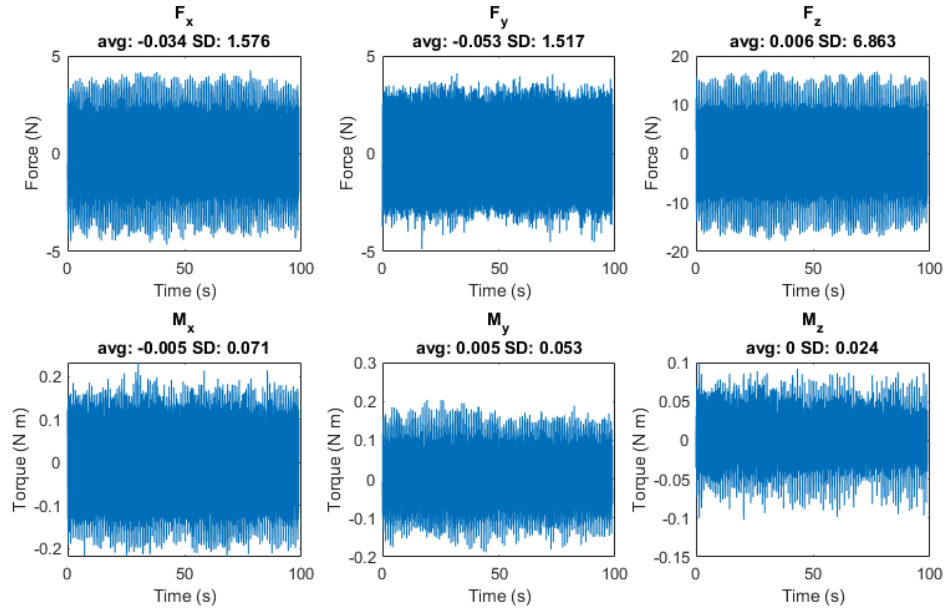 F_x
avg: -0.034 SD: 1.576
5
0
-5
Force (N)
0 50 100
Time (s)
F_y
avg: -0.053 SD: 1.517
5
0
-5
Force (N)
0 50 100
Time (s)
F_z
avg: 0.006 SD: 6.863
20
10
0
-10
-20
Force (N)
0 50 100
Time (s)
M_x
avg: -0.005 SD: 0.071
0.2
0.1
0
-0.1
-0.2
Torque (N m)
0 50 100
Time (s)
M_y
avg: 0.005 SD: 0.053
0.3
0.2
0.1
0
-0.1
-0.2
Torque (N m)
0 50 100
Time (s)
M_z
avg: 0 SD: 0.024
0.1
0.05
0
-0.05
-0.1
-0.15
Torque (N m)
0 50 100
Time (s)